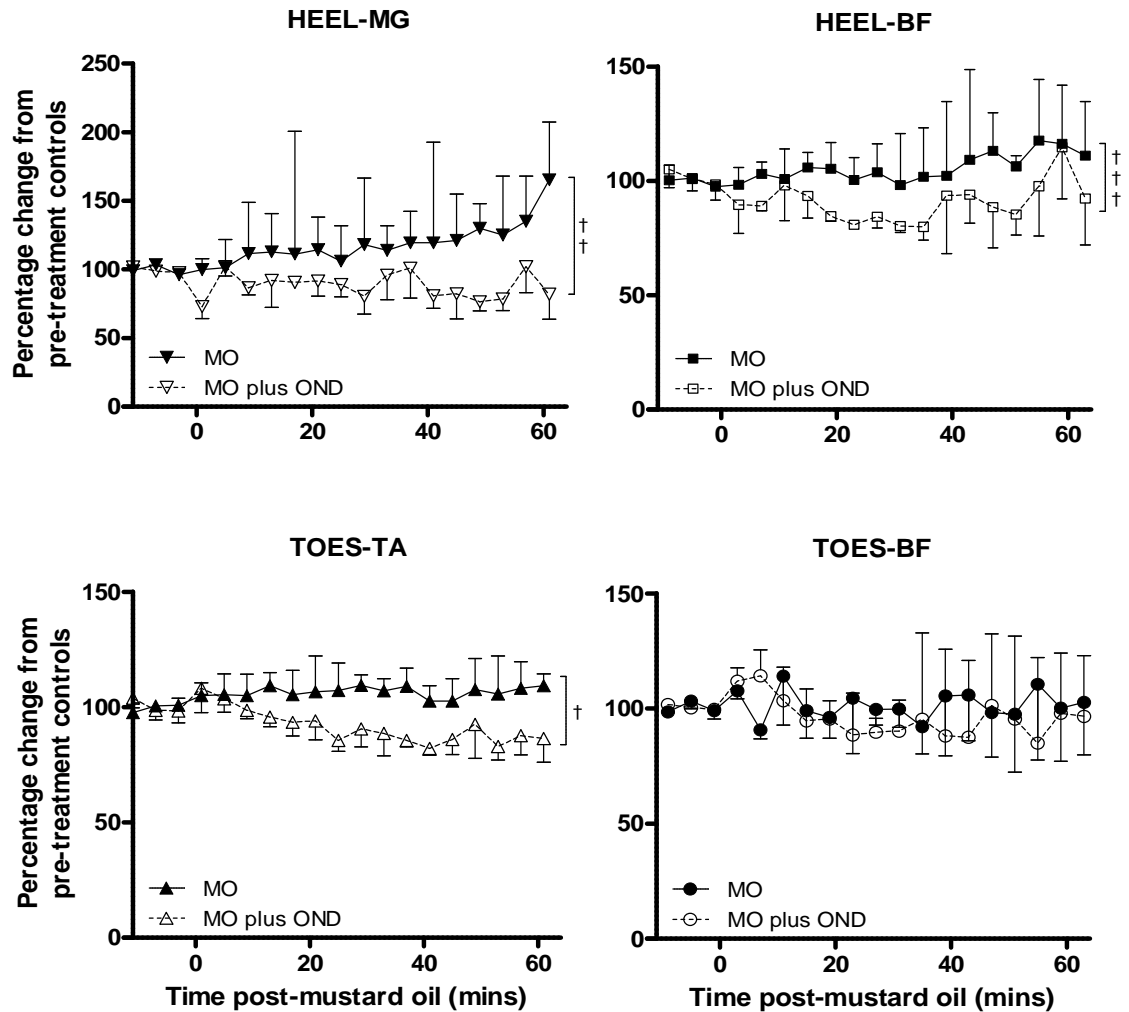 HEEL-MG
HEEL-BF
Percentage change from
pre-treatment controls
250
200
150
100
50
0
0 20 40 60
MO
MO plus OND
†
†
150
100
50
0
0 20 40 60
MO
MO plus OND
†
†
†
TOES-TA
TOES-BF
Percentage change from
pre-treatment controls
150
100
50
0
0 20 40 60
MO
MO plus OND
†
Time post-mustard oil (mins)
150
100
50
0
0 20 40 60
MO
MO plus OND
Time post-mustard oil (mins)